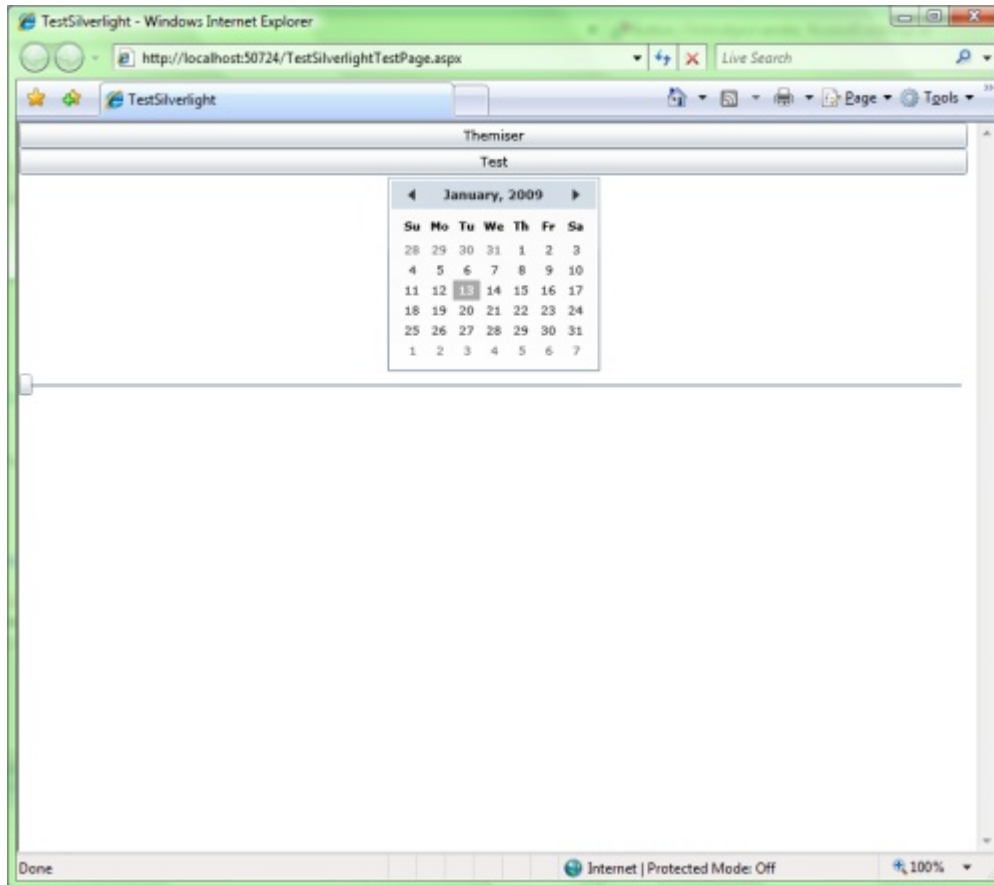 TestSilverlight - Windows Internet Explorer
http://localhost:50724/TestSilverlightTestPage.aspx
Live Search
TestSilverlight
Page
Tools
Themiser
Test
January, 2009
Su Mo Tu We Th Fr Sa
28 29 30 31 1 2 3
4 5 6 7 8 9 10
11 12 13 14 15 16 17
18 19 20 21 22 23 24
25 26 27 28 29 30 31
1 2 3 4 5 6 7
Done
Internet | Protected Mode: Off
100%